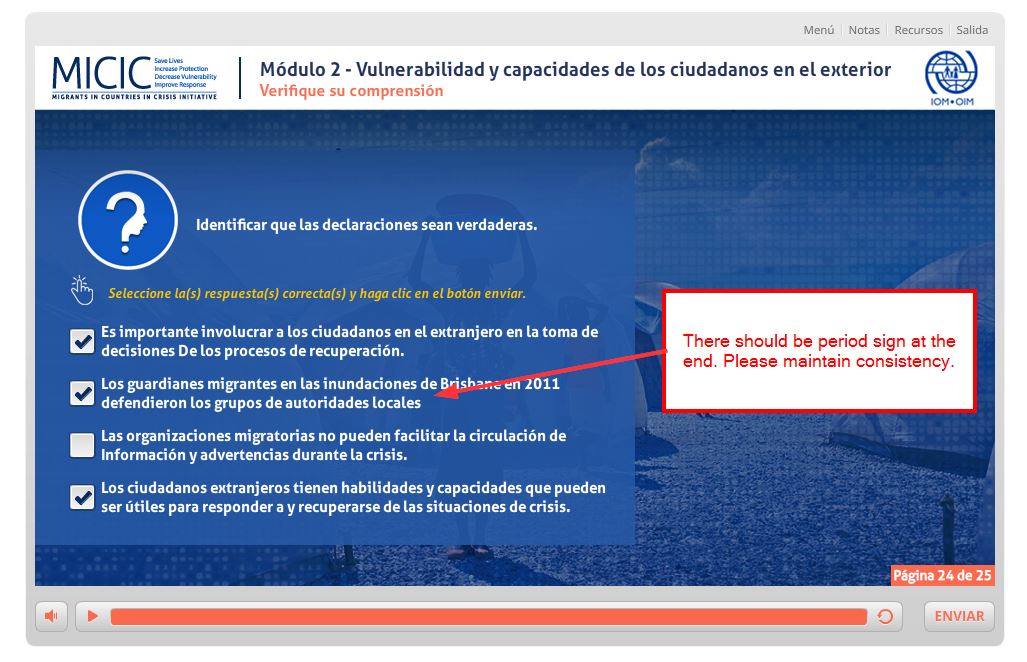 Menú Notas Recursos Salida
MICIC Save Lives
Increase Protection
Decrease Vulnerability
Improve Response
MIGRANTS IN COUNTRIES IN CRISIS INITIATIVE
Módulo 2 - Vulnerabilidad y capacidades de los ciudadanos en el exterior
Verifique su comprensión
IOM•OIM
Identificar que las declaraciones sean verdaderas.
Seleccione la(s) respuesta(s) correcta(s) y haga clic en el botón enviar.
Es importante involucrar a los ciudadanos en el extranjero en la toma de
decisiones De los procesos de recuperación.
Los guardianes migrantes en las inundaciones de Brisbane en 2011
defendieron los grupos de autoridades locales
Las organizaciones migratorias no pueden facilitar la circulación de
Información y advertencias durante la crisis.
Los ciudadanos extranjeros tienen habilidades y capacidades que pueden
ser útiles para responder a y recuperarse de las situaciones de crisis.
There should be period sign at the
end. Please maintain consistency.
Página 24 de 25
ENVIAR